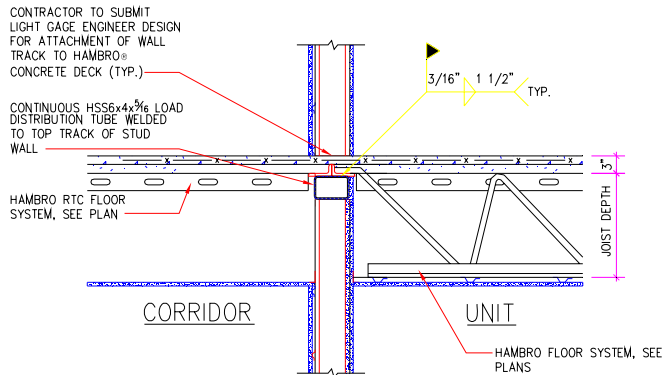 CONTRACTOR TO SUBMIT
LIGHT GAGE ENGINEER DESIGN
FOR ATTACHMENT OF WALL
TRACK TO HAMBRO®
CONCRETE DECK (TYP.)
CONTINUOUS HSS6x4x5/16 LOAD
DISTRIBUTION TUBE WELDED
TO TOP TRACK OF STUD
WALL
HAMBRO RTC FLOOR
SYSTEM, SEE PLAN
3/16" 1 1/2"
TYP.
3"
JOIST DEPTH
CORRIDOR
UNIT
HAMBRO FLOOR SYSTEM, SEE
PLANS